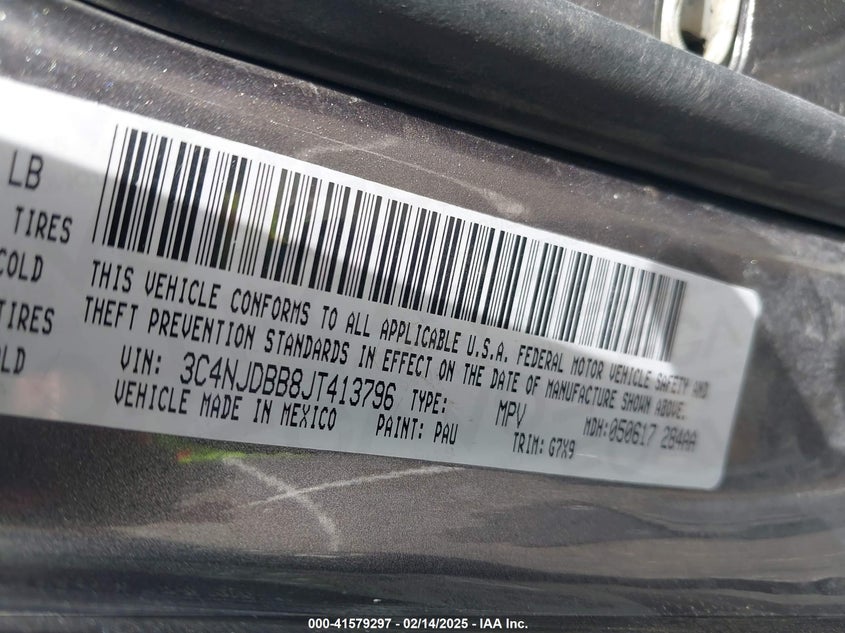 LB
TIRES
COLD
TIRES
OLD
THIS VEHICLE CONFORMS TO ALL APPLICABLE U.S.A. FEDERAL MOTOR VEHICLE SAFETY AND
THEFT PREVENTION STANDARDS IN EFFECT ON THE DATE OF MANUFACTURE SHOWN ABOVE.
VIN: 3C4NJDBB8JT413796 TYPE: MPV MDH: 050617 284AA
VEHICLE MADE IN MEXICO PAINT: PAU TRIM: G7X9
000-41579297 - 02/14/2025 - IAA Inc.